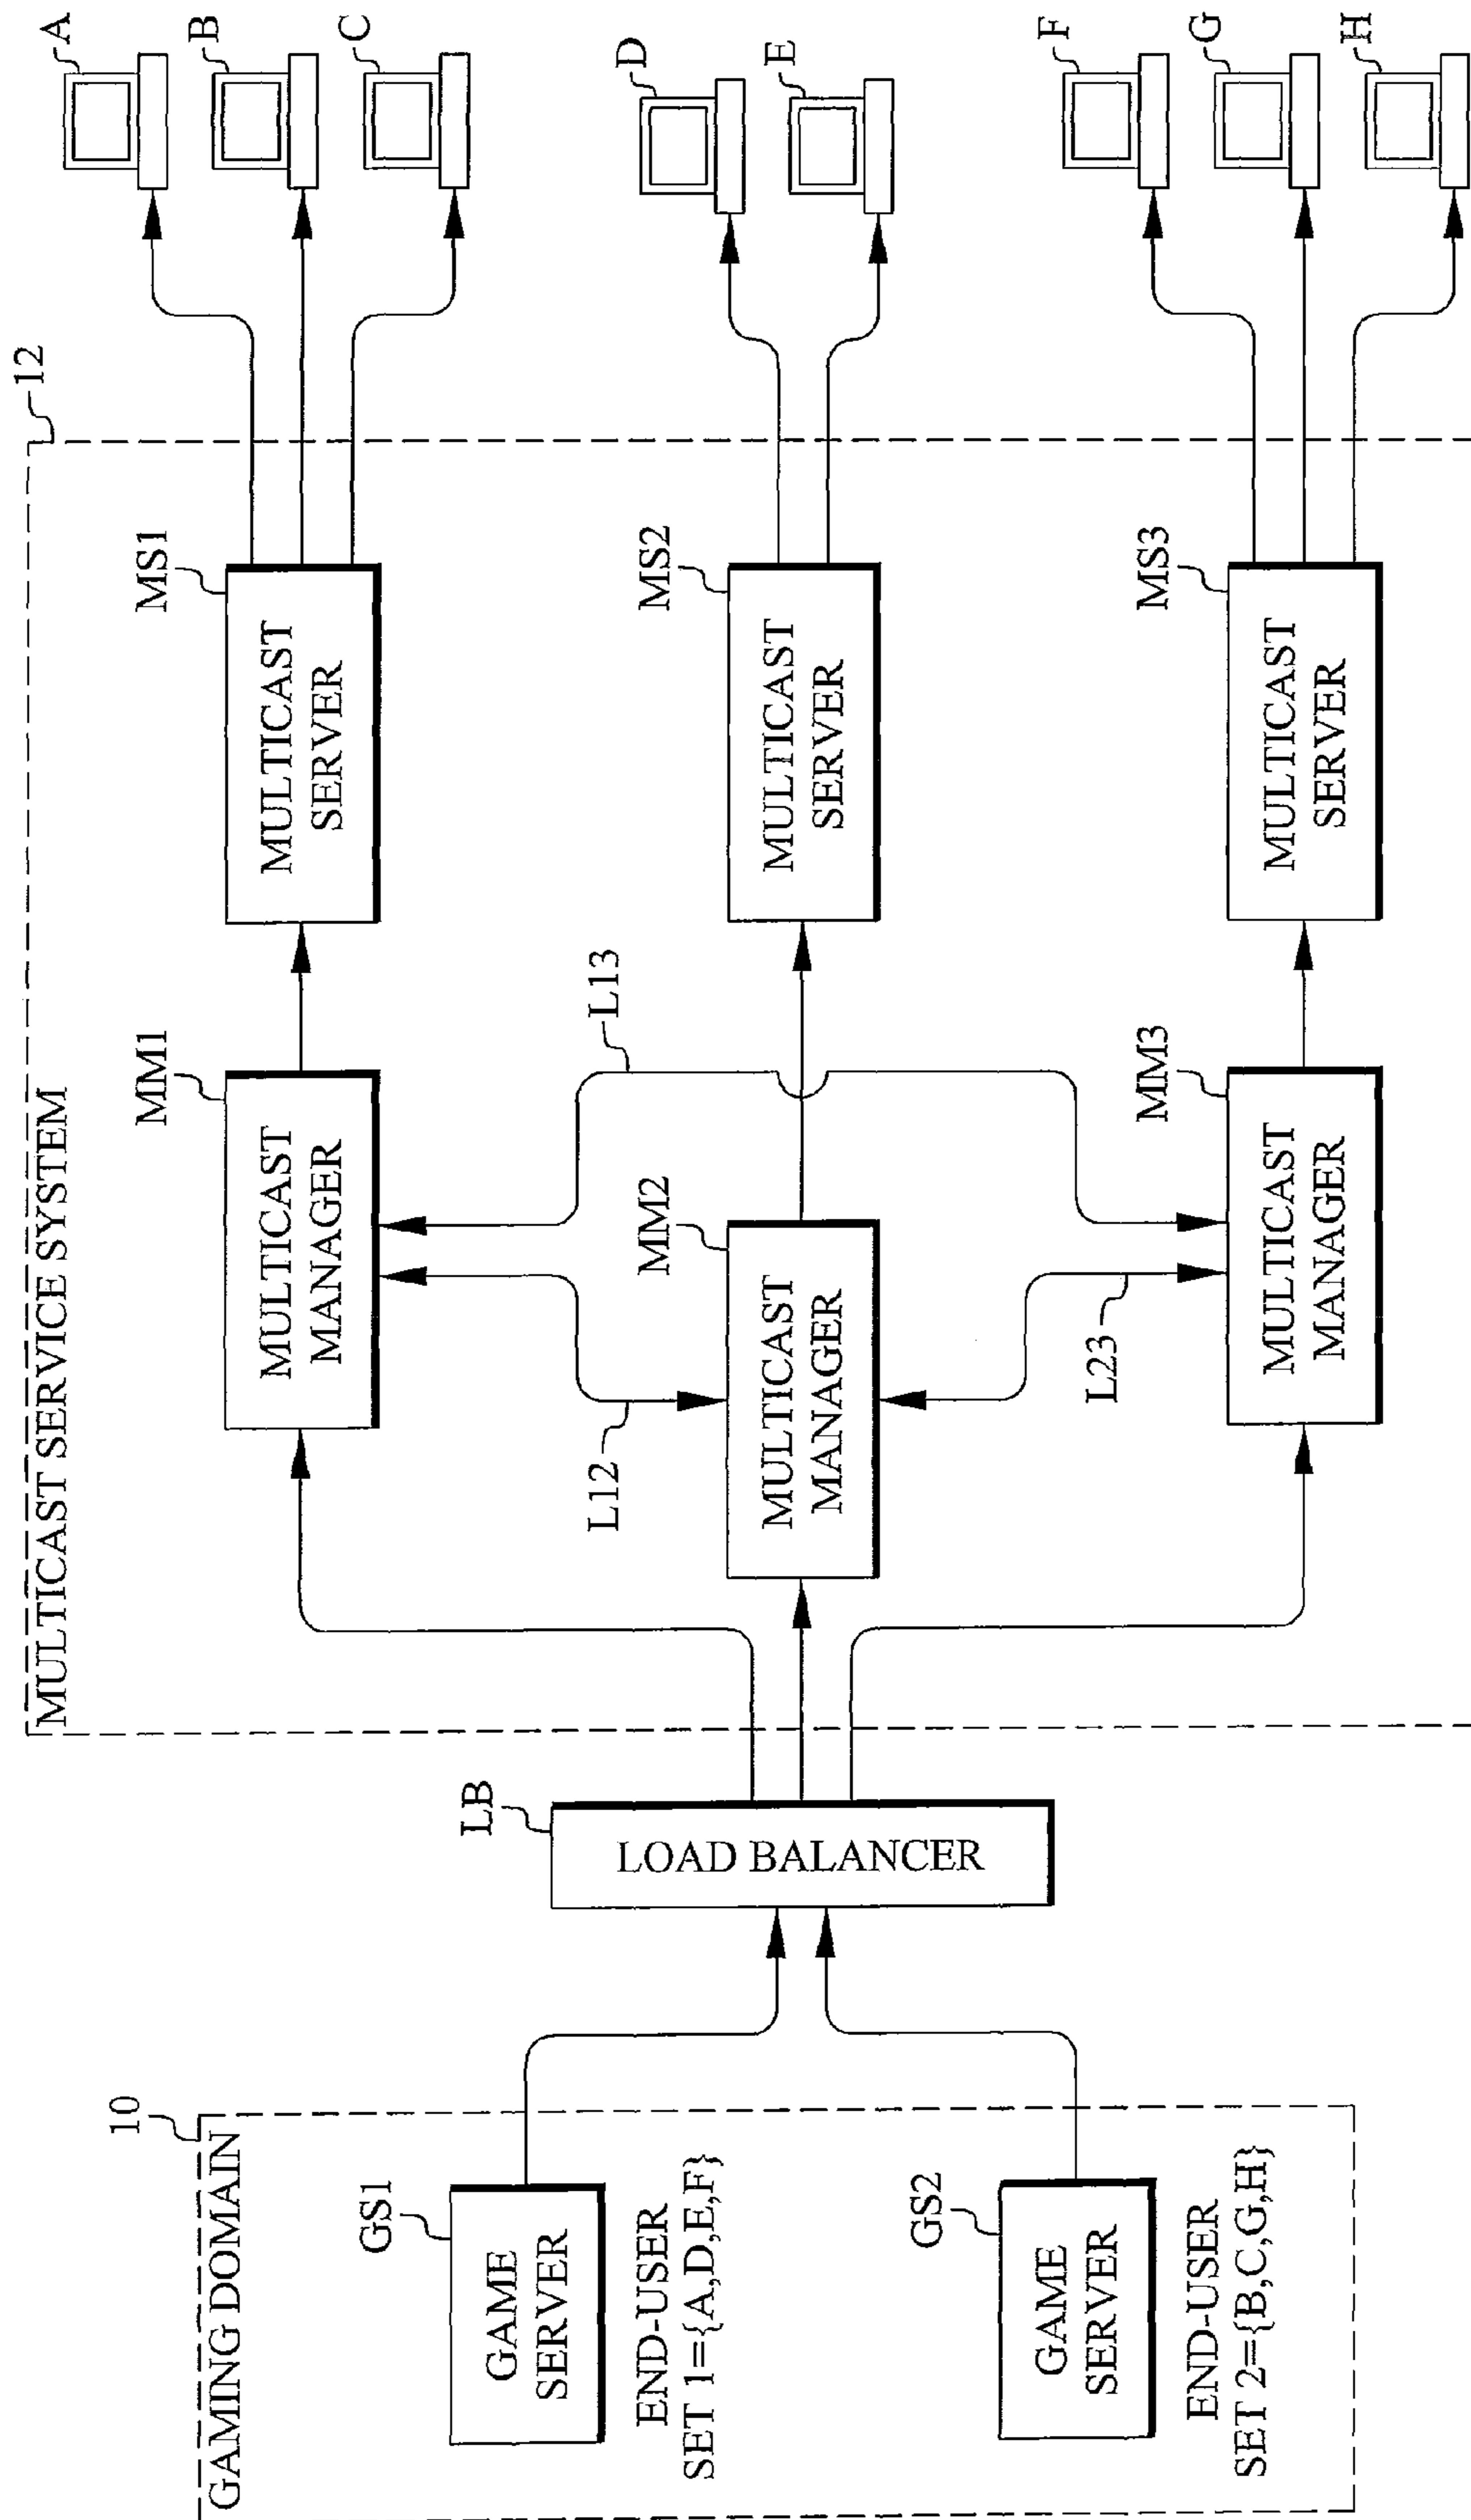 10
GAMING DOMAIN
GS1
GAME
SERVER
END-USER
SET 1={A,D,E,F}
GS2
GAME
SERVER
END-USER
SET 2={B,C,G,H}
LB
LOAD BALANCER
MULTICAST SERVICE SYSTEM
12
MM1
MULTICAST
MANAGER
MS1
MULTICAST
SERVER
L12
L13
MM2
MULTICAST
MANAGER
MS2
MULTICAST
SERVER
L23
MM3
MULTICAST
MANAGER
MS3
MULTICAST
SERVER
A
B
C
D
E
F
G
H